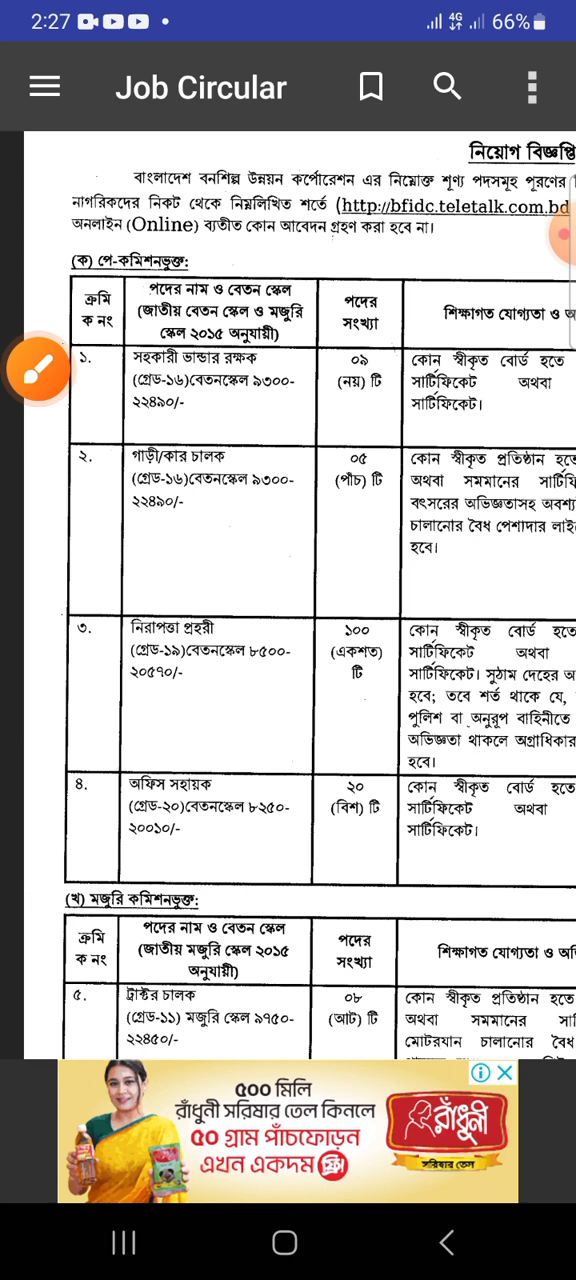 2:27
4G
66%
Job Circular
নিয়োগ বিজ্ঞপ্তি
বাংলাদেশ বনশিল্প উন্নয়ন কর্পোরেশন এর নিম্নোক্ত শূণ্য পদসমূহ পূরণের
নাগরিকদের নিকট থেকে নিম্নলিখিত শর্তে (http://bfidc.teletalk.com.bd
অনলাইন (Online) ব্যতীত কোন আবেদন গ্রহণ করা হবে না।
(ক) পে-কমিশনভুক্ত:
ক্রমি
ক নং
পদের নাম ও বেতন স্কেল
(জাতীয় বেতন স্কেল ও মজুরি
স্কেল ২০১৫ অনুযায়ী)
পদের
সংখ্যা
শিক্ষাগত যোগ্যতা ও
১.
সহকারী ভান্ডার রক্ষক
(গ্রেড-১৬)বেতনস্কেল ৯৩০০-
২২৪৯০/-
০৯
(নয়) টি
কোন স্বীকৃত বোর্ড হতে
সার্টিফিকেট অথবা
সার্টিফিকেট।
২.
গাড়ী/কার চালক
(গ্রেড-১৬)বেতনস্কেল ৯৩০০-
২২৪৯০/-
০৫
(পাঁচ) টি
কোন স্বীকৃত প্রতিষ্ঠান হতে
অথবা সমমানের সার্টিফি
বৎসরের অভিজ্ঞতাসহ অবশ্য
চালানোর বৈধ পেশাদার লাই
হবে।
৩.
নিরাপত্তা প্রহরী
(গ্রেড-১৯)বেতনস্কেল ৮৫০০-
২০৫৭০/-
১০০
(একশত)
টি
কোন স্বীকৃত বোর্ড হতে
সার্টিফিকেট অথবা
সার্টিফিকেট। সুঠাম দেহের অ
হবে; তবে শর্ত থাকে যে,
পুলিশ বা অনুরূপ বাহিনীতে
অভিজ্ঞতা থাকলে অগ্রাধিকার
হবে।
৪.
অফিস সহায়ক
(গ্রেড-২০)বেতনস্কেল ৮২৫০-
২০০১০/-
২০
(বিশ) টি
কোন স্বীকৃত বোর্ড হতে
সার্টিফিকেট অথবা
সার্টিফিকেট।
(খ) মজুরি কমিশনভুক্ত:
ক্রমি
ক নং
পদের নাম ও বেতন স্কেল
(জাতীয় মজুরি স্কেল ২০১৫
অনুযায়ী)
পদের
সংখ্যা
শিক্ষাগত যোগ্যতা ও অভি
৫.
ট্রাক্টর চালক
(গ্রেড-১১) মজুরি স্কেল ৯৭৫০-
২২৪৫০/-
০৮
(আট) টি
কোন স্বীকৃত প্রতিষ্ঠান হতে
অথবা সমমানের সা
মোটরযান চালানোর বৈধ
৫০০ মিলি
রাঁধুনী সরিষার তেল কিনলে
৫০ গ্রাম পাঁচফোড়ন
এখন একদম ফ্রি
রাঁধুনী
সরিষার তেল